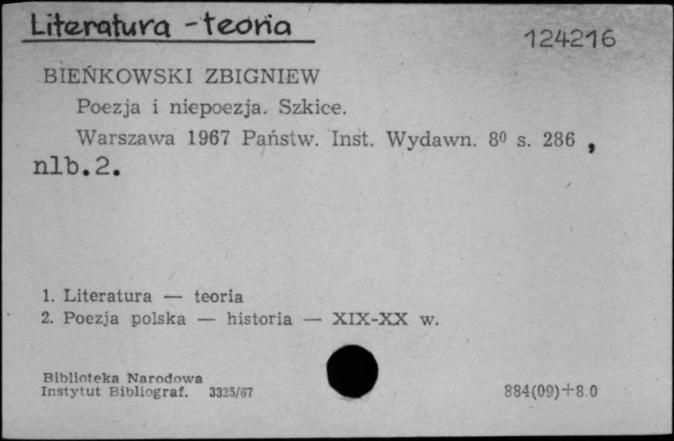 Literatura - teoria
124216
BIEŃKOWSKI ZBIGNIEW
Poezja i niepoezja. Szkice.
Warszawa 1967 Państw. Inst. Wydawn. 8⁰ s. 286 ,
nlb. 2.
1. Literatura — teoria
2. Poezja polska — historia — XIX-XX w.
Biblioteka Narodowa
Instytut Bibliograf. 3325/67
884(09)+8.0